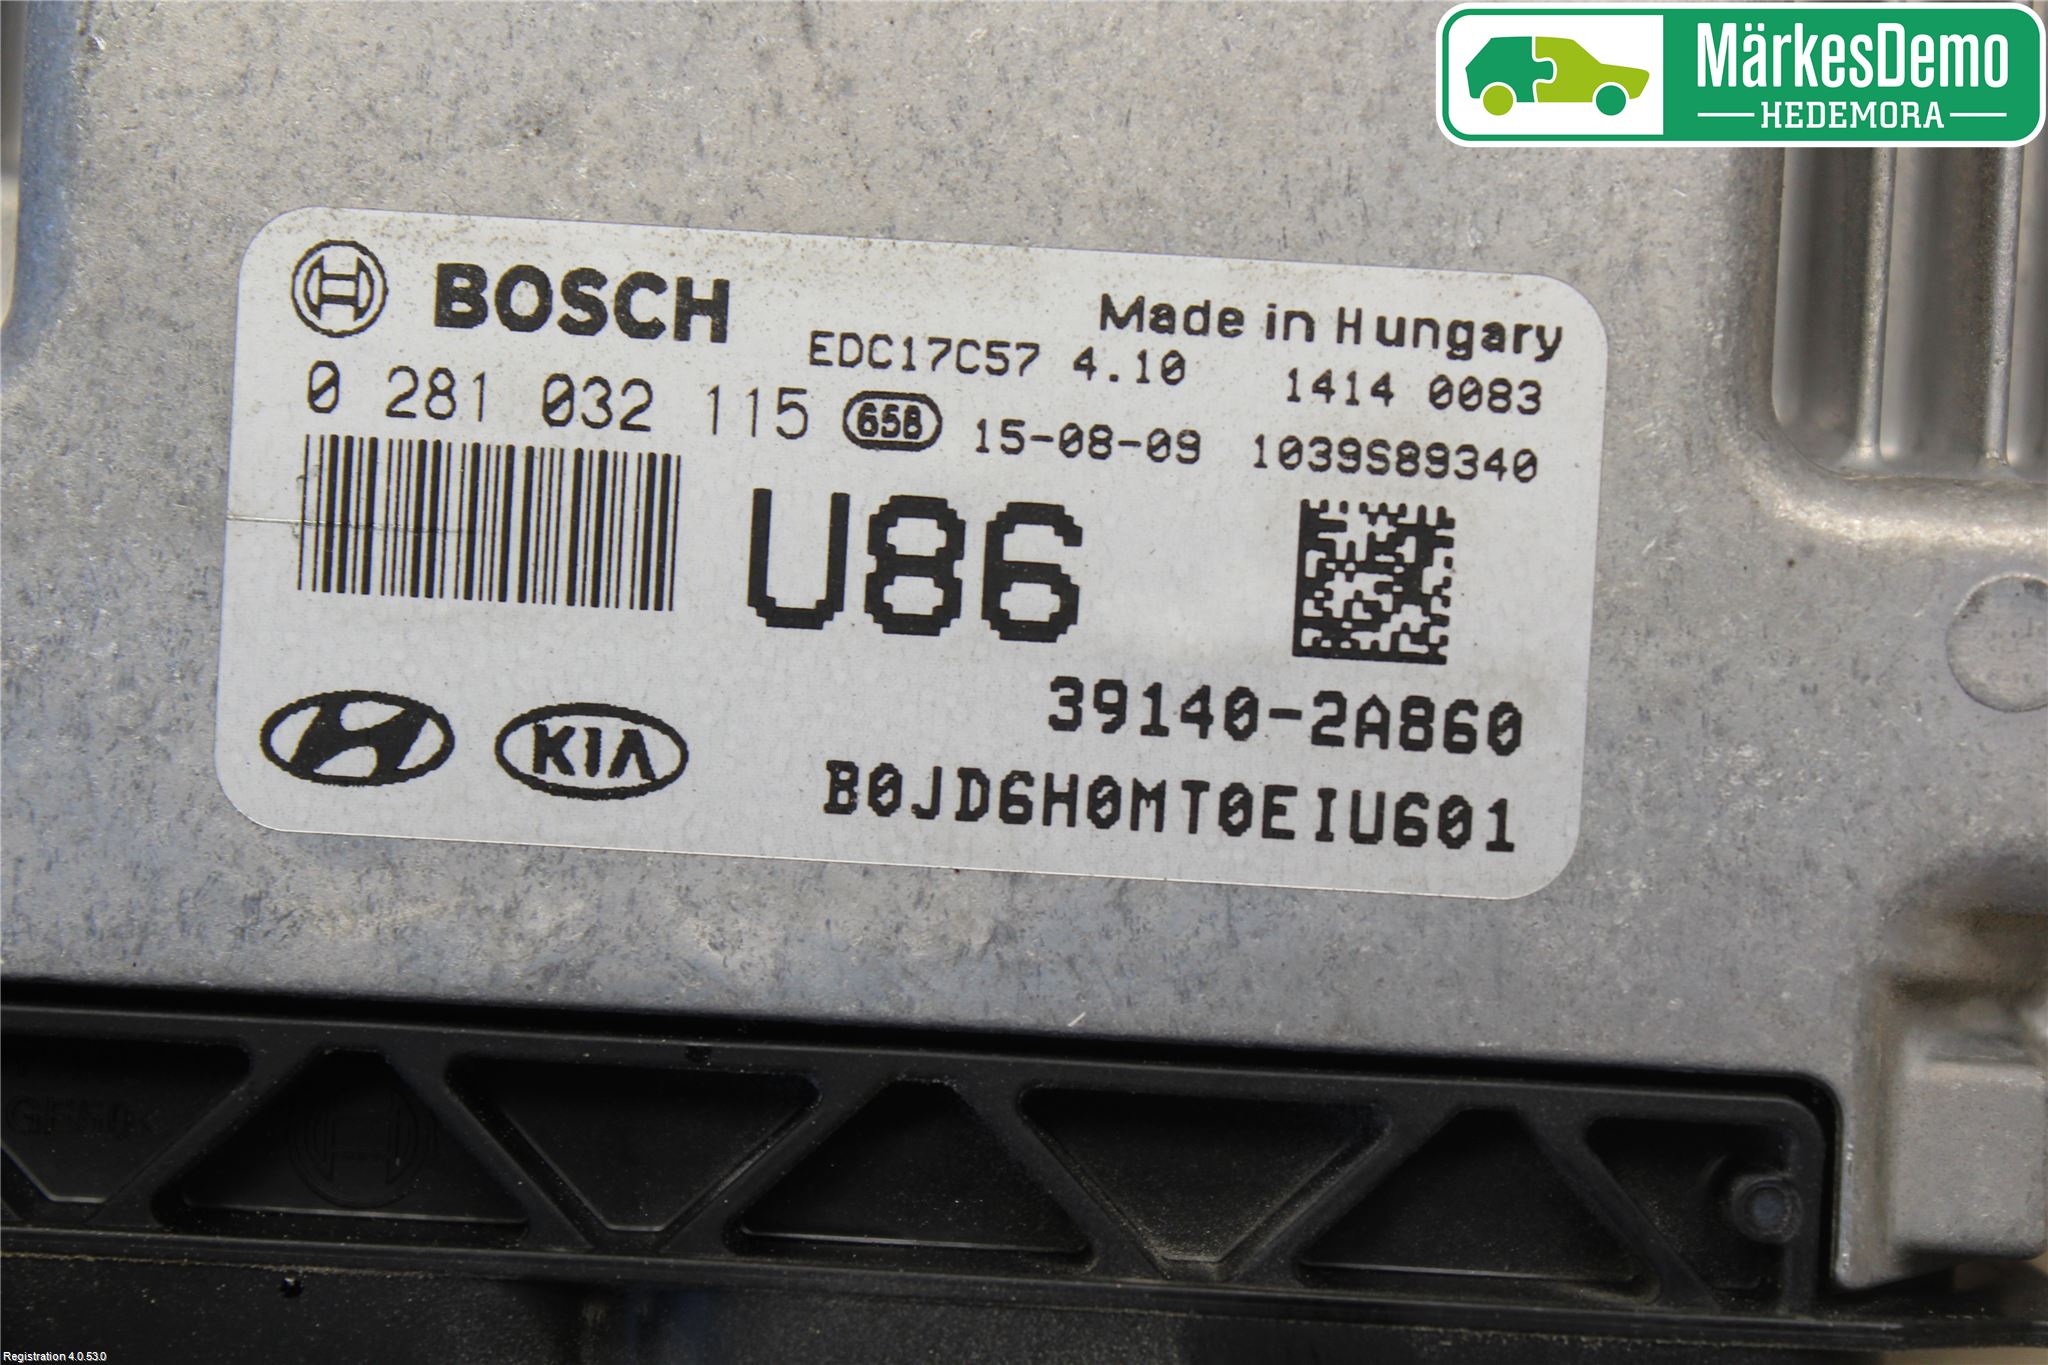 MärkesDemo
HEDEMORA
BOSCH
Made in Hungary
EDC17C57 4.10
1414 0083
0 281 032 115
658
15-08-09
1039S89340
U86
39140-2A860
KIA
B0JD6H0MT0EIU601
Registration 4.0.53.0